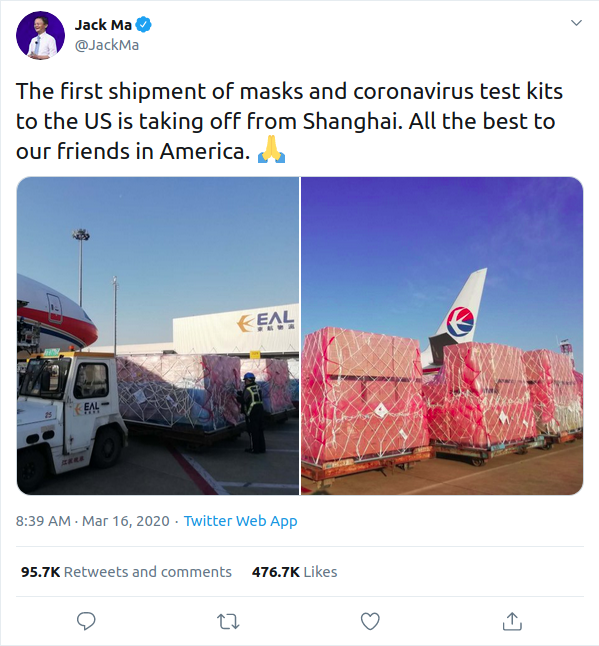 Jack Ma
@JackMa
The first shipment of masks and coronavirus test kits
to the US is taking off from Shanghai. All the best to
our friends in America. 🙏
EAL
EAL
25
8:39 AM · Mar 16, 2020 · Twitter Web App
95.7K Retweets and comments 476.7K Likes